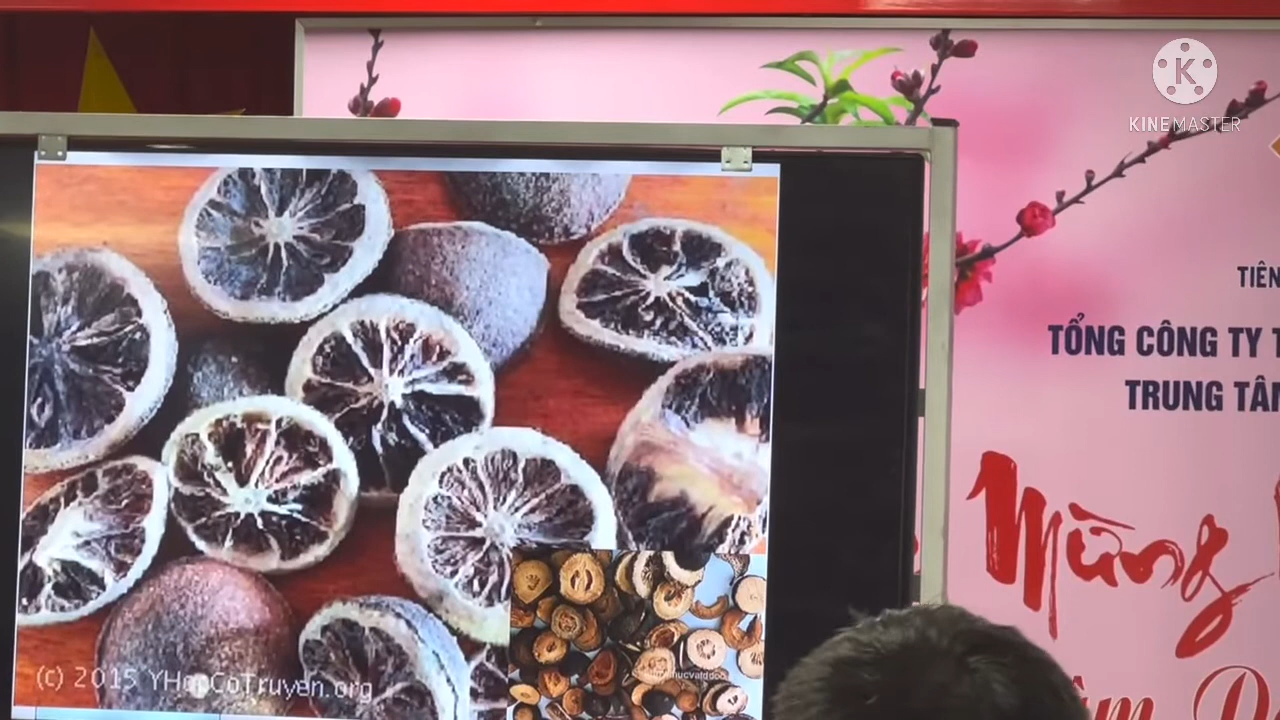 KINEMASTER
TIÊN
TỔNG CÔNG TY T
TRUNG TÂM
Mừng
(c) 2015 YHocCoTruyen.org